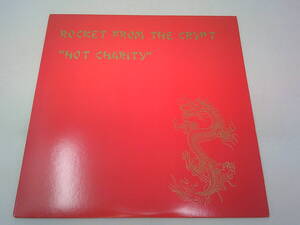 ROCKET FROM THE CRYPT
"HOT CHARITY"